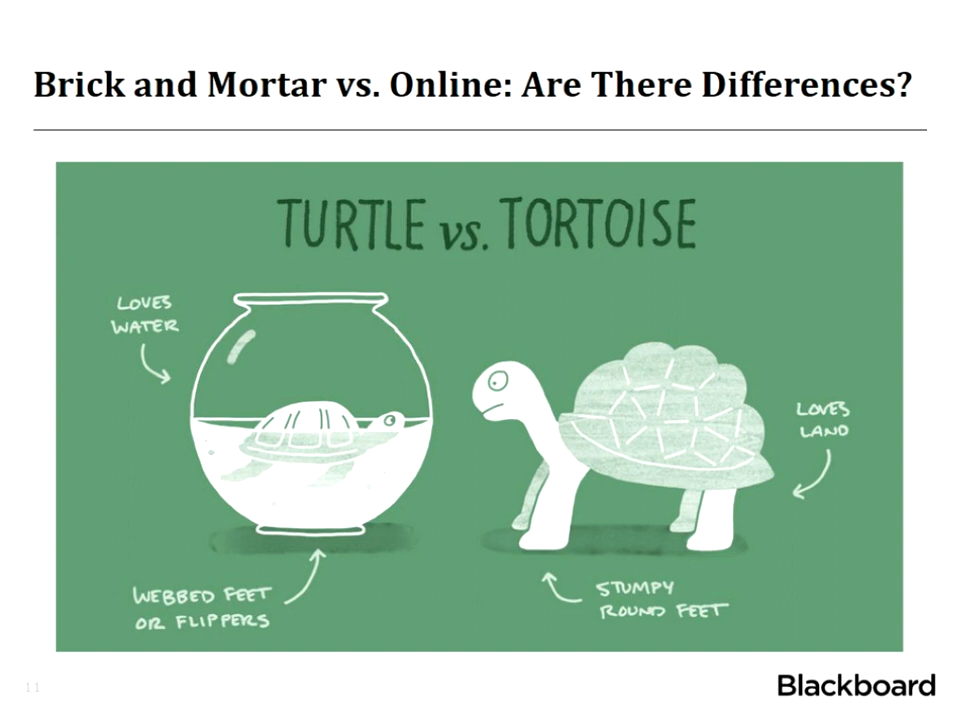 Brick and Mortar vs. Online: Are There Differences?
TURTLE vs. TORTOISE
LOVES
WATER
LOVES
LAND
WEBBED FEET
OR FLIPPERS
STUMPY
ROUND FEET
11
Blackboard